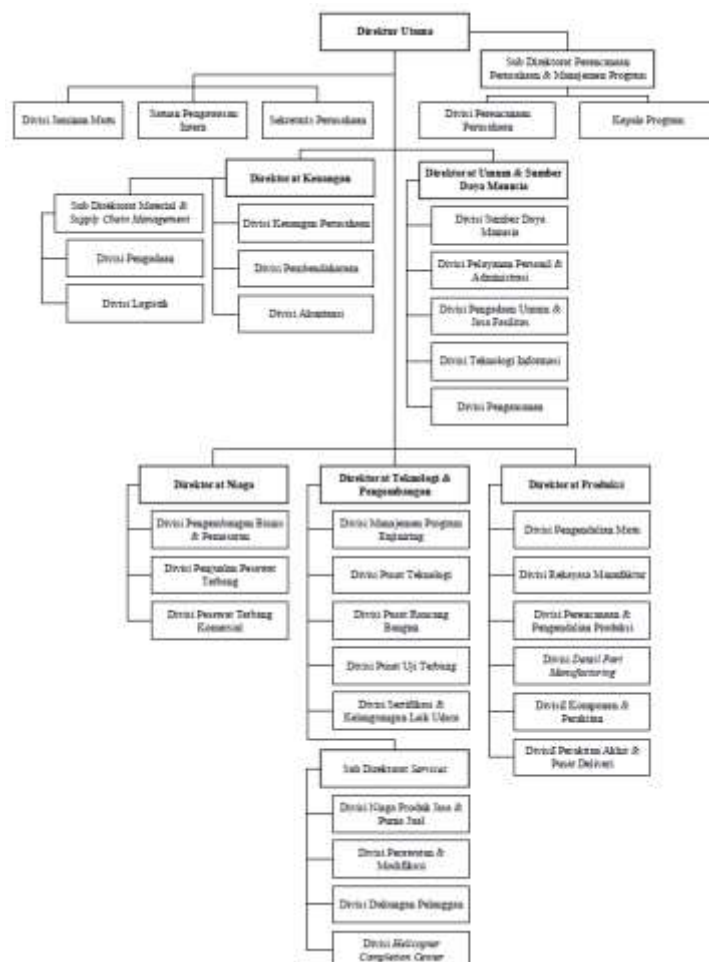 Direktur Utama
Sub Direktorat Perencanaan
Perusahaan & Manajemen Program
Divisi Jaminan Mutu
Satuan Pengawasan
Intern
Sekretaris Perusahaan
Divisi Perencanaan
Perusahaan
Kepala Program
Direktorat Keuangan
Direktorat Umum & Sumber
Daya Manusia
Sub Direktorat Material &
Supply Chain Management
Divisi Pengadaan
Divisi Logistik
Divisi Keuangan Perusahaan
Divisi Perbendaharaan
Divisi Akuntansi
Divisi Sumber Daya
Manusia
Divisi Pelayanan Personil &
Administrasi
Divisi Pengadaan Umum &
Jasa Fasilitas
Divisi Teknologi Informasi
Divisi Pengamanan
Direktorat Niaga
Divisi Pengembangan Bisnis
& Pemasaran
Divisi Penjualan Pesawat
Terbang
Divisi Pesawat Terbang
Komersial
Direktorat Teknologi &
Pengembangan
Divisi Manajemen Program
Divisi Pusat Teknologi
Divisi Pusat Rancang
Bangun
Divisi Pusat Uji Terbang
Divisi Sertifikasi &
Kelangsungan Laik Udara
Sub Direktorat Services
Divisi Niaga Produk Jasa &
Purna Jual
Divisi Perawatan &
Modifikasi
Divisi Dukungan Pelanggan
Divisi Helicopter
Completion Center
Direktorat Produksi
Divisi Pengendalian Mutu
Divisi Rekayasa Manufaktur
Divisi Perencanaan &
Pengendalian Produksi
Divisi Detail Part
Manufacturing
Komponen &
Perakitan
Perakitan Akhir &
Pusat Delivery